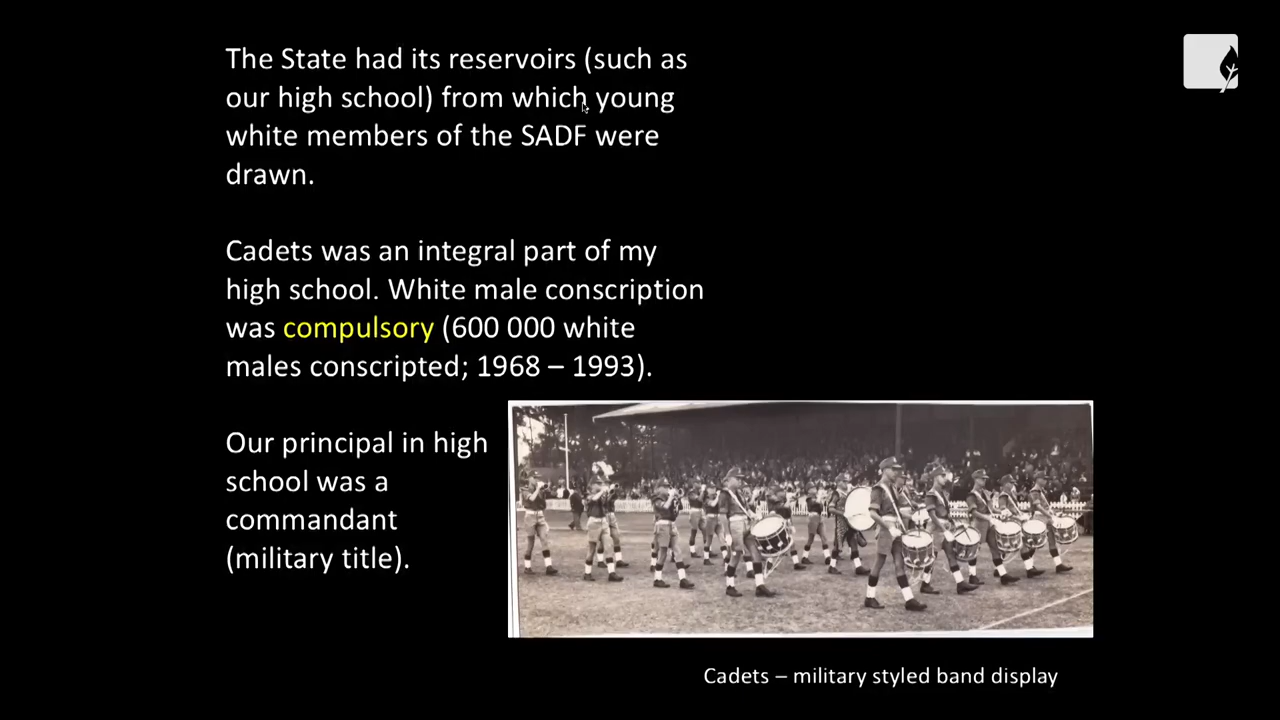 The State had its reservoirs (such as
our high school) from which young
white members of the SADF were
drawn.
Cadets was an integral part of my
high school. White male conscription
was compulsory (600 000 white
males conscripted; 1968 – 1993).
Our principal in high
school was a
commandant
(military title).
Cadets – military styled band display